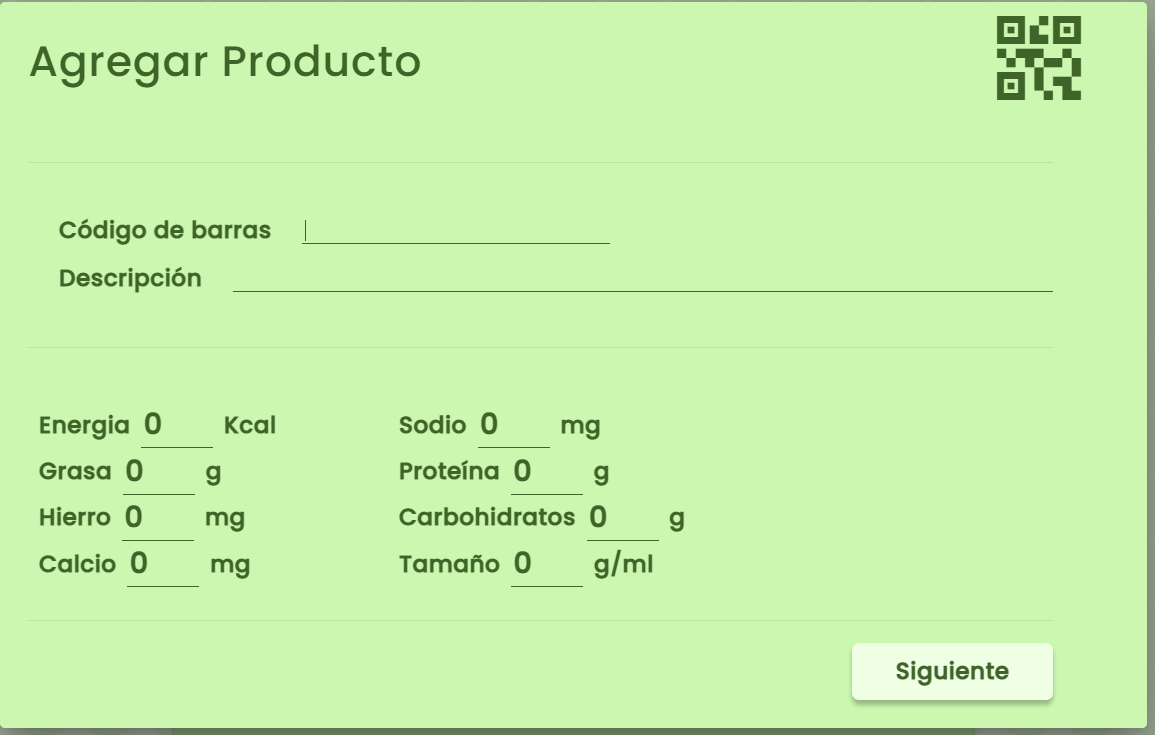 Agregar Producto
Código de barras
Descripción
Energia 0 Kcal Sodio 0 mg
Grasa 0 g Proteína 0 g
Hierro 0 mg Carbohidratos 0 g
Calcio 0 mg Tamaño 0 g/ml
Siguiente